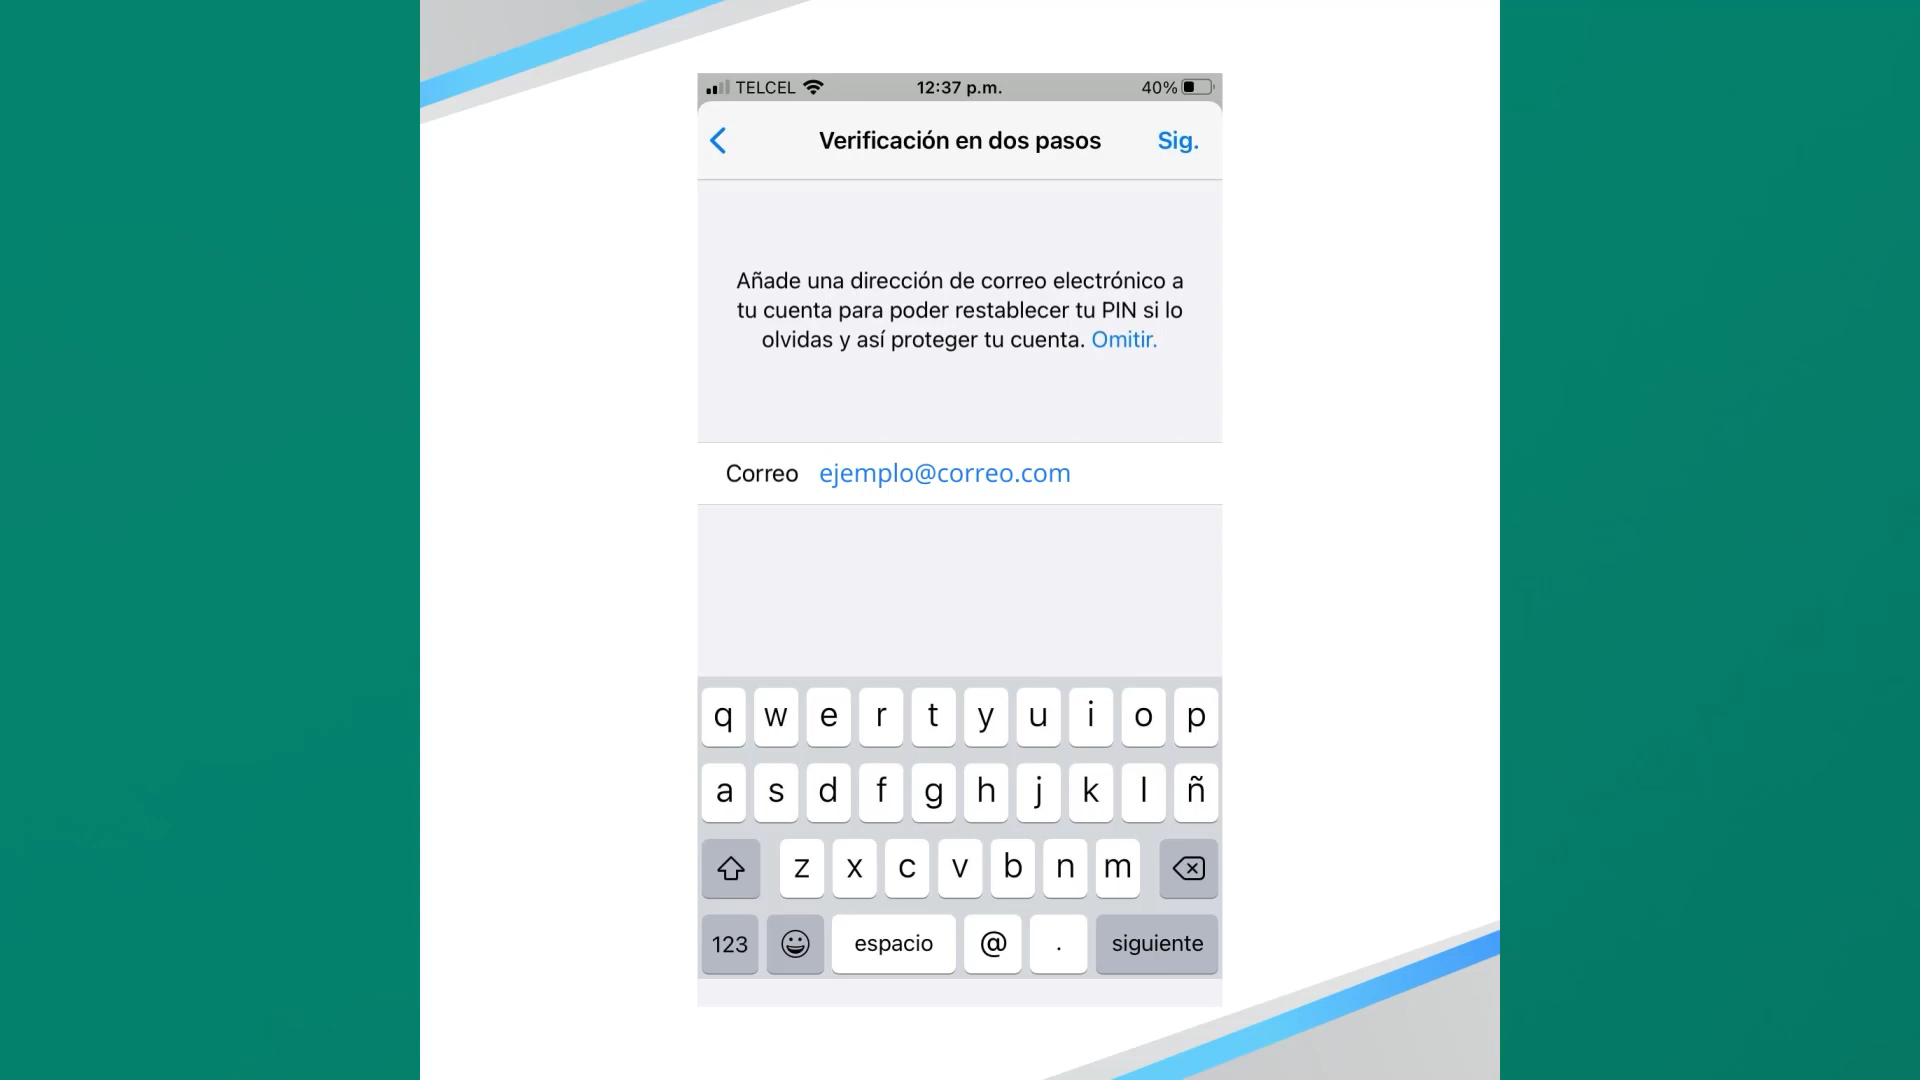 TELCEL 12:37 p.m. 40%
Verificación en dos pasos Sig.
Añade una dirección de correo electrónico a
tu cuenta para poder restablecer tu PIN si lo
olvidas y así proteger tu cuenta. Omitir.
Correo ejemplo@correo.com
q w e r t y u i o p
a s d f g h j k l ñ
z x c v b n m
123 espacio @ . siguiente